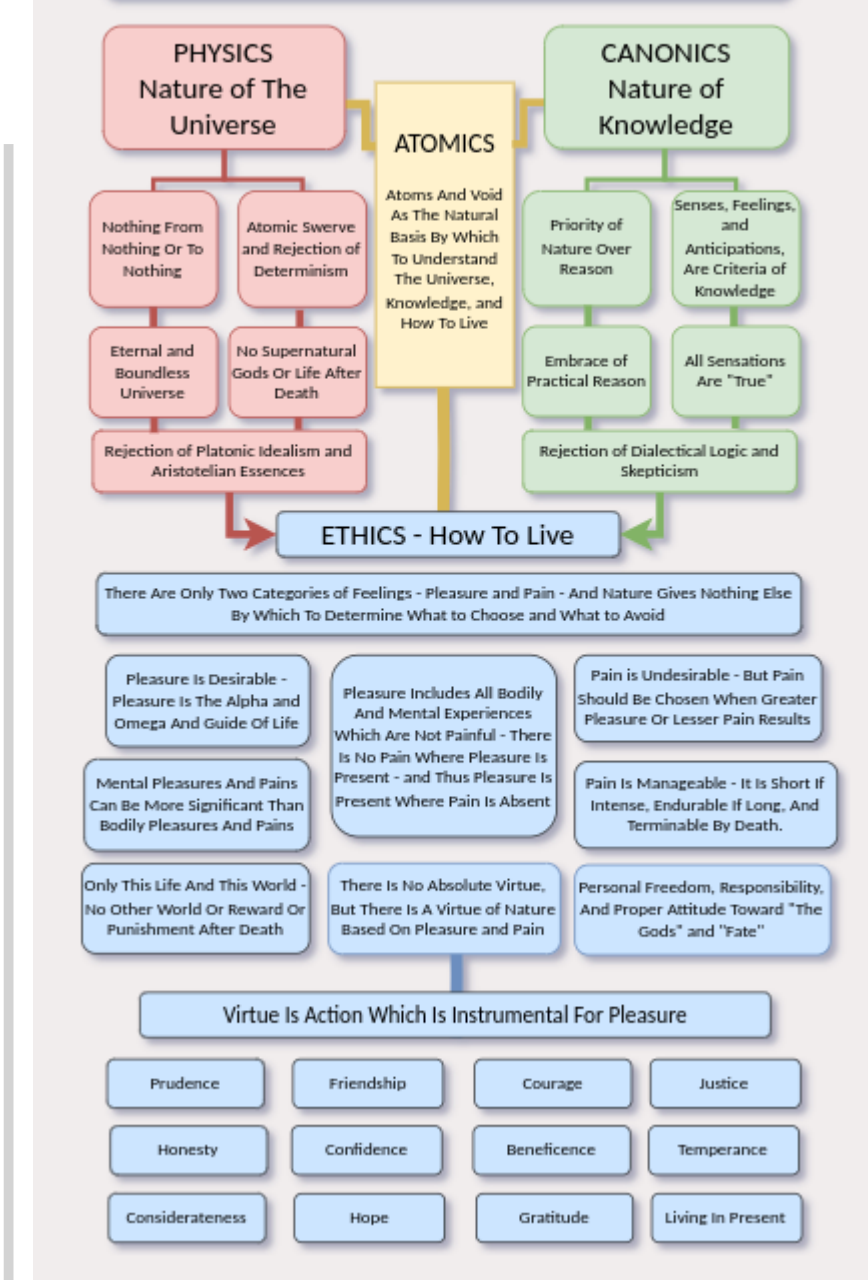 PHYSICS
Nature of The
Universe
CANONICS
Nature of
Knowledge
ATOMICS
Atoms And Void
As The Natural
Basis By Which
To Understand
The Universe,
Knowledge, and
How To Live
Nothing From
Nothing Or To
Nothing
Atomic Swerve
and Rejection of
Determinism
Priority of
Nature Over
Reason
Senses, Feelings,
and
Anticipations,
Are Criteria of
Knowledge
Eternal and
Boundless
Universe
No Supernatural
Gods Or Life After
Death
Embrace of
Practical Reason
All Sensations
Are "True"
Rejection of Platonic Idealism and
Aristotelian Essences
Rejection of Dialectical Logic and
Skepticism
ETHICS - How To Live
There Are Only Two Categories of Feelings - Pleasure and Pain - And Nature Gives Nothing Else
By Which To Determine What to Choose and What to Avoid
Pleasure Is Desirable -
Pleasure Is The Alpha and
Omega And Guide Of Life
Pleasure Includes All Bodily
And Mental Experiences
Which Are Not Painful - There
Is No Pain Where Pleasure Is
Present - and Thus Pleasure Is
Present Where Pain Is Absent
Pain is Undesirable - But Pain
Should Be Chosen When Greater
Pleasure Or Lesser Pain Results
Mental Pleasures And Pains
Can Be More Significant Than
Bodily Pleasures And Pains
Pain Is Manageable - It Is Short If
Intense, Endurable If Long, And
Terminable By Death.
Only This Life And This World -
No Other World Or Reward Or
Punishment After Death
There Is No Absolute Virtue,
But There Is A Virtue of Nature
Based On Pleasure and Pain
Personal Freedom, Responsibility,
And Proper Attitude Toward "The
Gods" and "Fate"
Virtue Is Action Which Is Instrumental For Pleasure
Prudence
Friendship
Courage
Justice
Honesty
Confidence
Beneficence
Temperance
Considerateness
Hope
Gratitude
Living In Present